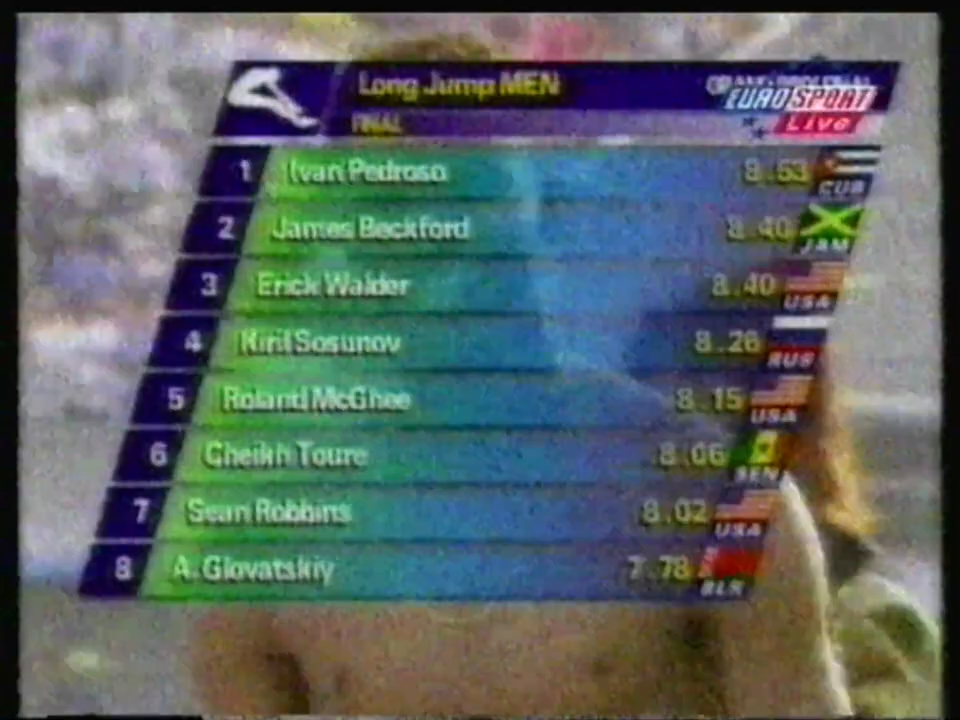 Long Jump MEN
FINAL
EUROSPORT
Live
1 Ivan Pedroso 8.53 CUB
2 James Beckford 8.40 JAM
3 Erick Walder 8.40 USA
4 Kiril Sosunov 8.26 RUS
5 Roland McGhee 8.15 USA
6 Cheikh Toure 8.06 SEN
7 Sean Robbins 8.02 USA
8 A. Glovatskiy 7.78 BLR